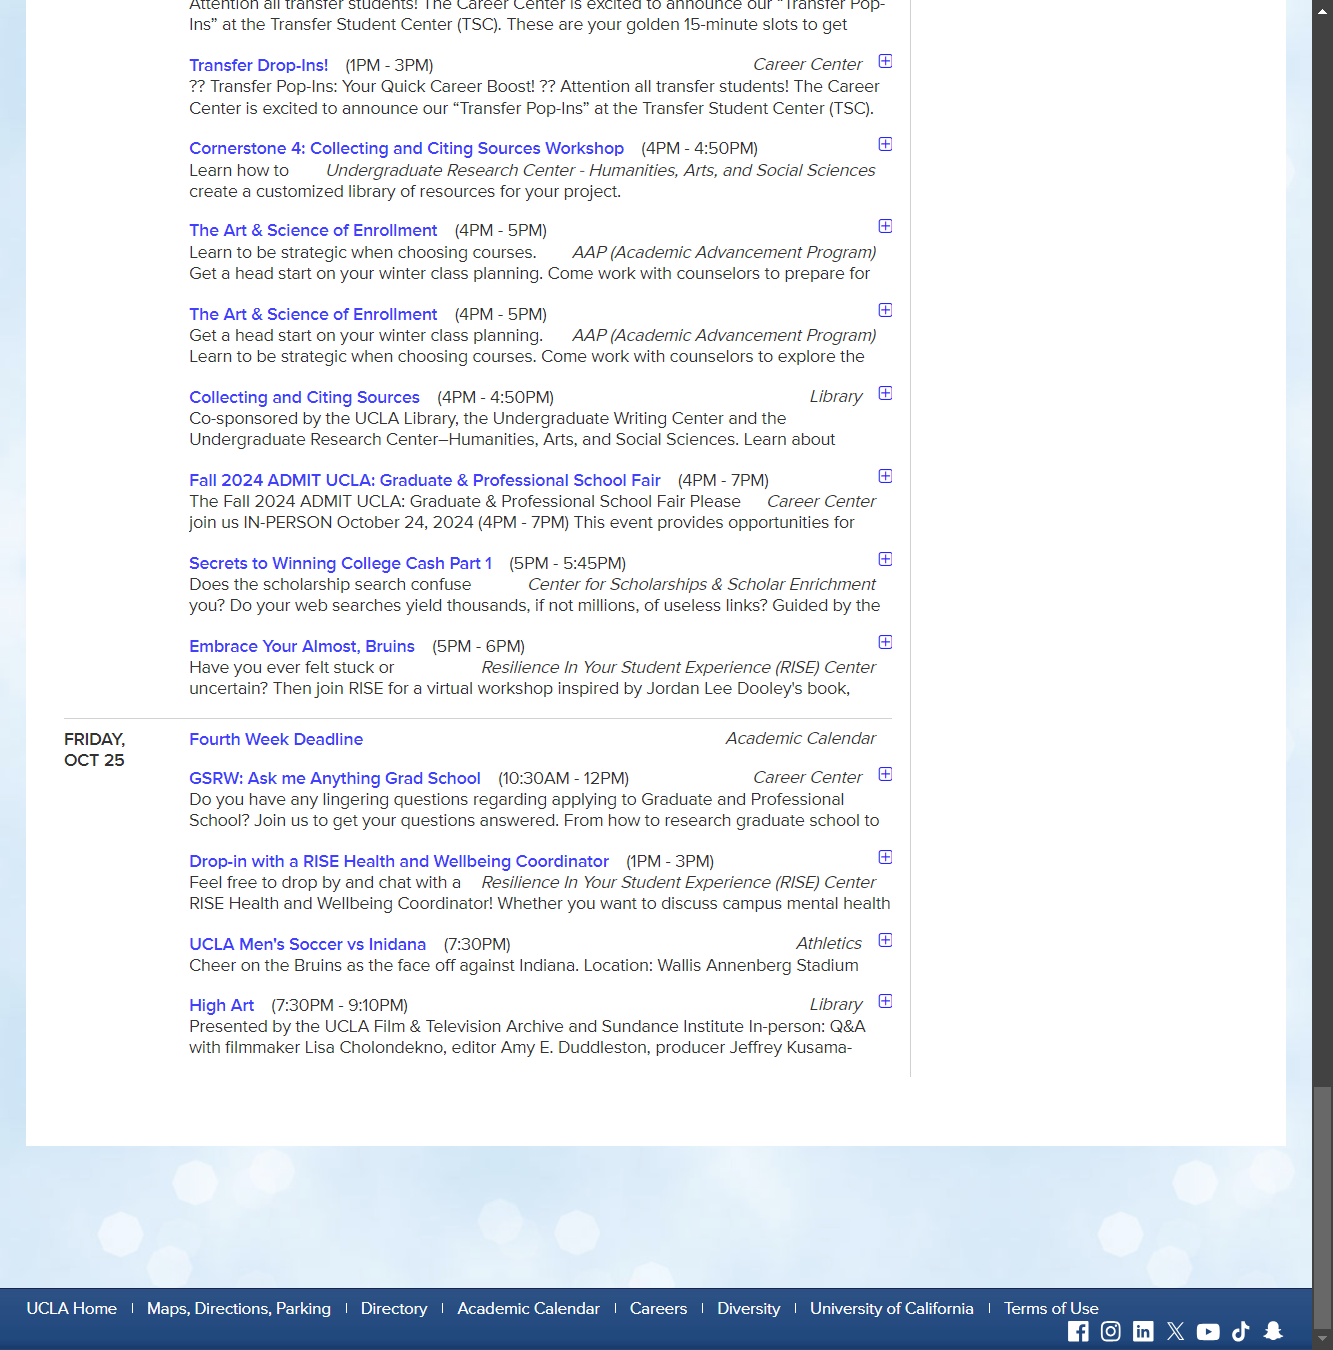 Attention all transfer students! The Career Center is excited to announce our “Transfer Pop-
Ins” at the Transfer Student Center (TSC). These are your golden 15-minute slots to get
Transfer Drop-Ins! (1PM - 3PM) Career Center
?? Transfer Pop-Ins: Your Quick Career Boost! ?? Attention all transfer students! The Career
Center is excited to announce our “Transfer Pop-Ins” at the Transfer Student Center (TSC).
Cornerstone 4: Collecting and Citing Sources Workshop (4PM - 4:50PM)
Learn how to Undergraduate Research Center - Humanities, Arts, and Social Sciences
create a customized library of resources for your project.
The Art & Science of Enrollment (4PM - 5PM)
Learn to be strategic when choosing courses. AAP (Academic Advancement Program)
Get a head start on your winter class planning. Come work with counselors to prepare for
The Art & Science of Enrollment (4PM - 5PM)
Get a head start on your winter class planning. AAP (Academic Advancement Program)
Learn to be strategic when choosing courses. Come work with counselors to explore the
Collecting and Citing Sources (4PM - 4:50PM) Library
Co-sponsored by the UCLA Library, the Undergraduate Writing Center and the
Undergraduate Research Center–Humanities, Arts, and Social Sciences. Learn about
Fall 2024 ADMIT UCLA: Graduate & Professional School Fair (4PM - 7PM)
The Fall 2024 ADMIT UCLA: Graduate & Professional School Fair Please Career Center
join us IN-PERSON October 24, 2024 (4PM - 7PM) This event provides opportunities for
Secrets to Winning College Cash Part 1 (5PM - 5:45PM)
Does the scholarship search confuse Center for Scholarships & Scholar Enrichment
you? Do your web searches yield thousands, if not millions, of useless links? Guided by the
Embrace Your Almost, Bruins (5PM - 6PM)
Have you ever felt stuck or Resilience In Your Student Experience (RISE) Center
uncertain? Then join RISE for a virtual workshop inspired by Jordan Lee Dooley's book,
FRIDAY,
OCT 25
Fourth Week Deadline Academic Calendar
GSRW: Ask me Anything Grad School (10:30AM - 12PM) Career Center
Do you have any lingering questions regarding applying to Graduate and Professional
School? Join us to get your questions answered. From how to research graduate school to
Drop-in with a RISE Health and Wellbeing Coordinator (1PM - 3PM)
Feel free to drop by and chat with a Resilience In Your Student Experience (RISE) Center
RISE Health and Wellbeing Coordinator! Whether you want to discuss campus mental health
UCLA Men's Soccer vs Inidana (7:30PM) Athletics
Cheer on the Bruins as the face off against Indiana. Location: Wallis Annenberg Stadium
High Art (7:30PM - 9:10PM) Library
Presented by the UCLA Film & Television Archive and Sundance Institute In-person: Q&A
with filmmaker Lisa Cholondekno, editor Amy E. Duddleston, producer Jeffrey Kusama-
UCLA Home | Maps, Directions, Parking | Directory | Academic Calendar | Careers | Diversity | University of California | Terms of Use